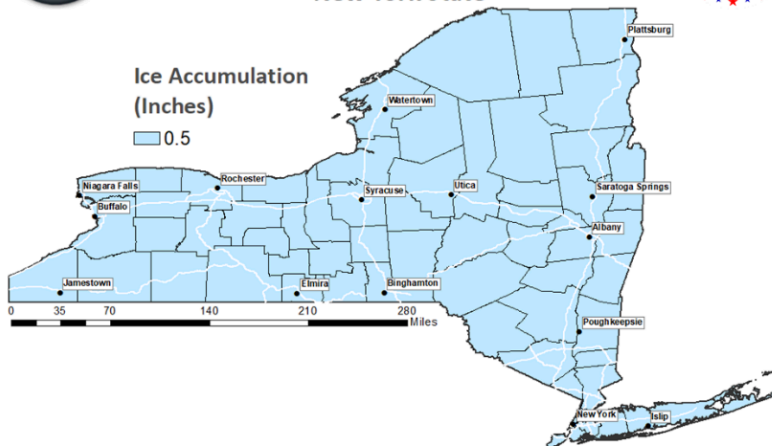 Ice Accumulation
(Inches)
0.5
Plattsburg
Watertown
Rochester
Niagara Falls
Syracuse
Utica
Saratoga Springs
Buffalo
Albany
Jamestown
Elmira
Binghamton
0 35 70 140 210 280
Miles
Poughkeepsie
New York
Islip